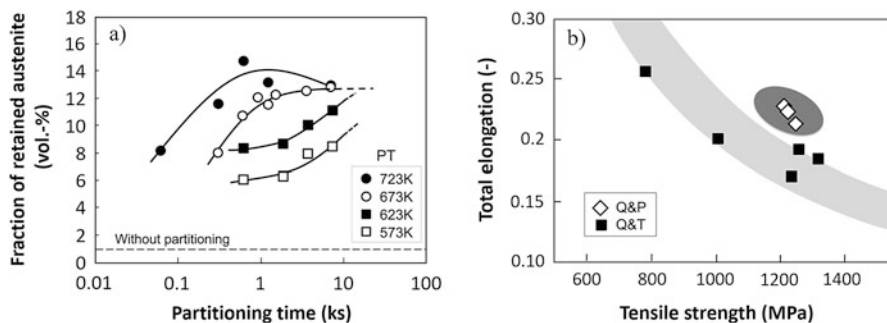 a)
Fraction of retained austenite
(vol.-%)
18
16
14
12
10
8
6
4
2
0
PT
723K
673K
623K
573K
Without partitioning
0.01
0.1
1
10
100
Partitioning time (ks)
b)
Total elongation (-)
0.30
0.25
0.2
0.15
0.10
Q&P
Q&T
600
800
1000
1200
1400
Tensile strength (MPa)